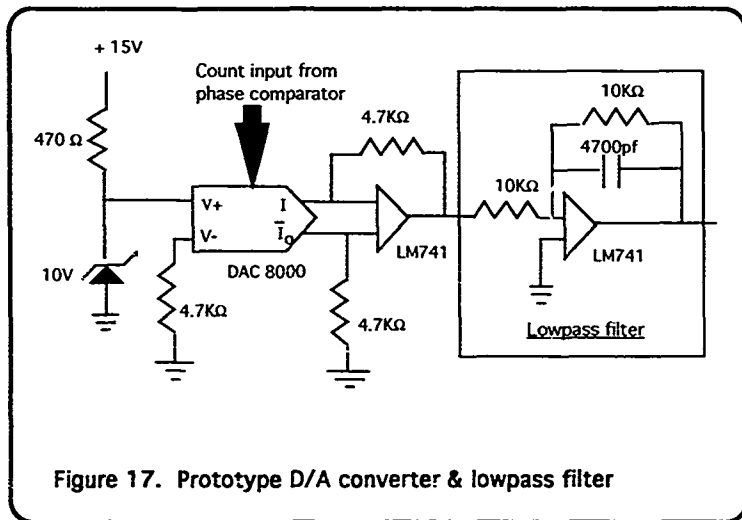 + 15V
Count input from
phase comparator
470 Ω
10V
V+
V-
I
I̅o
DAC 8000
4.7KΩ
4.7KΩ
4.7KΩ
LM741
10KΩ
10KΩ
4700pf
LM741
Lowpass filter
Figure 17. Prototype D/A converter & lowpass filter